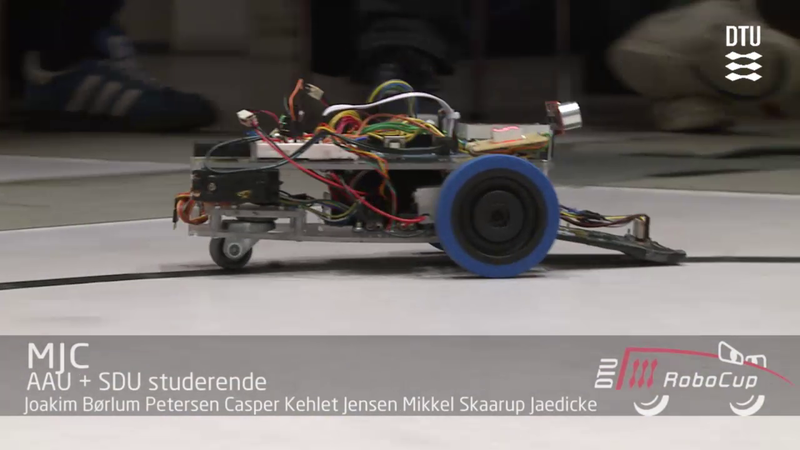 DTU
MJC
AAU + SDU studerende
Joakim Børlum Petersen Casper Kehlet Jensen Mikkel Skaarup Jaedicke
DTU
RoboCup